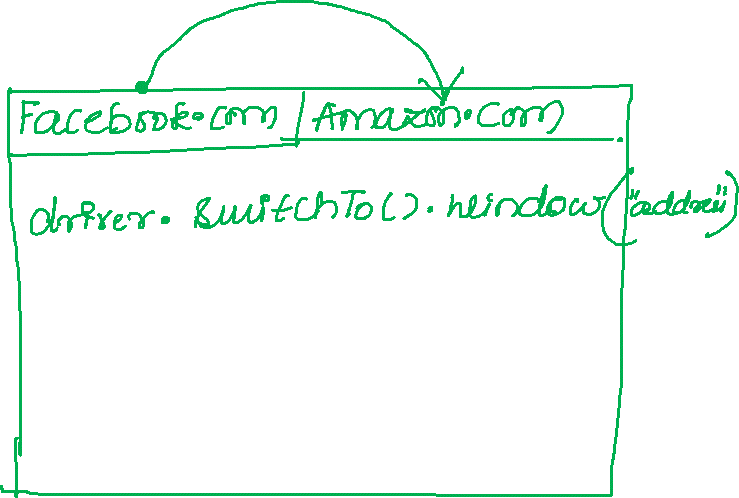 Facebook.com Amazon.com
driver. switchTo(). window("address")